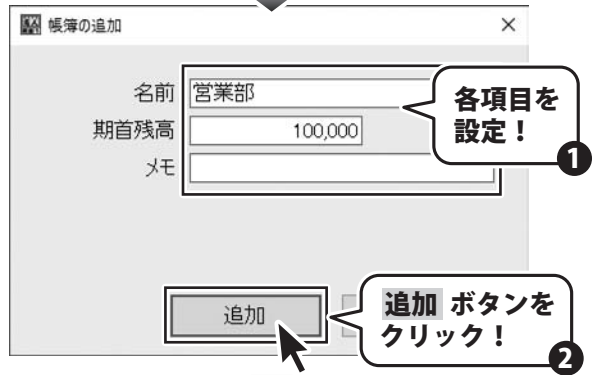 帳簿の追加
名前 営業部
期首残高 100,000
メモ
各項目を
設定！
1
追加
追加 ボタンを
クリック！
2